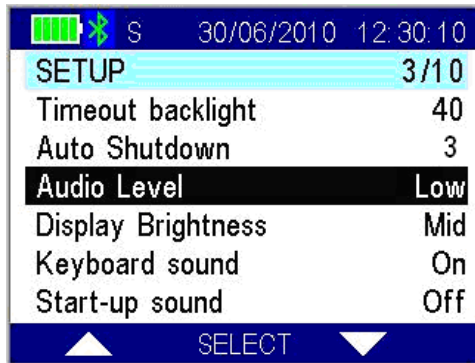 S 30/06/2010 12:30:10
SETUP 3/10
Timeout backlight 40
Auto Shutdown 3
Audio Level Low
Display Brightness Mid
Keyboard sound On
Start-up sound Off
SELECT